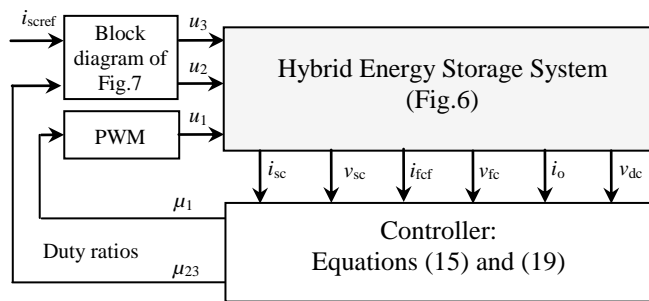 i_scref
Block
diagram of
Fig.7
u_3
u_2
Hybrid Energy Storage System
(Fig.6)
PWM
u_1
i_sc
v_sc
i_fcf
v_fc
i_o
v_dc
μ_1
Controller:
Equations (15) and (19)
Duty ratios
μ_23